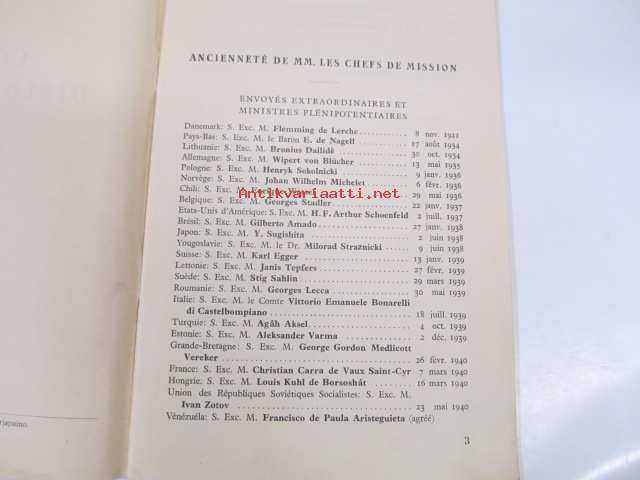 ANCIENNETÉ DE MM. LES CHEFS DE MISSION
ENVOYÉS EXTRAORDINAIRES ET
MINISTRES PLÉNIPOTENTIAIRES
Danemark: S. Exc. M. Flemming de Lerche 8 nov. 1921
Pays-Bas: S. Exc. M. le Baron E. de Nagell 17 août 1934
Lithuanie: S. Exc. M. Bronius Dailidé 30 oct. 1934
Allemagne: S. Exc. M. Wipert von Blücher 13 mai 1935
Pologne: S. Exc. M. Henryk Sokolnicki 9 janv. 1936
Norvège: S. Exc. M. Johan Wilhelm Michelet 6 févr. 1936
Chili: S. Exc. M. 29 mai 1936
Antikvariaatti.net
Belgique: S. Exc. M. Georges Stadler 22 janv. 1937
Etats-Unis d'Amérique: S. Exc. M. H. F. Arthur Schoenfeld 2 juill. 1937
Brésil: S. Exc. M. Gilberto Amado 27 janv. 1938
Japon: S. Exc. M. Y. Sugishita 2 juin 1938
Yougoslavie: S. Exc. M. le Dr. Milorad Straznicki 9 juin 1938
Suisse: S. Exc. M. Karl Egger 13 janv. 1939
Lettonie: S. Exc. M. Janis Tepfers 27 févr. 1939
Suède: S. Exc. M. Stig Sahlin 29 mars 1939
Roumanie: S. Exc. M. Georges Lecca 30 mai 1939
Italie: S. Exc. M. le Comte Vittorio Emanuele Bonarelli
di Castelbompiano 18 juill. 1939
Turquie: S. Exc. M. Agâh Aksel 4 oct. 1939
Estonie: S. Exc. M. Aleksander Varma 2 déc. 1939
Grande-Bretagne: S. Exc. M. George Gordon Medlicott
Vereker 26 févr. 1940
France: S. Exc. M. Christian Carra de Vaux Saint-Cyr 7 mars 1940
Hongrie: S. Exc. M. Louis Kuhl de Borsoshát 16 mars 1940
Union des Républiques Soviétiques Socialistes: S. Exc. M.
Ivan Zotov 23 mai 1940
Vénézuéla: S. Exc. M. Francisco de Paula Aristeguieta (agréé)
3